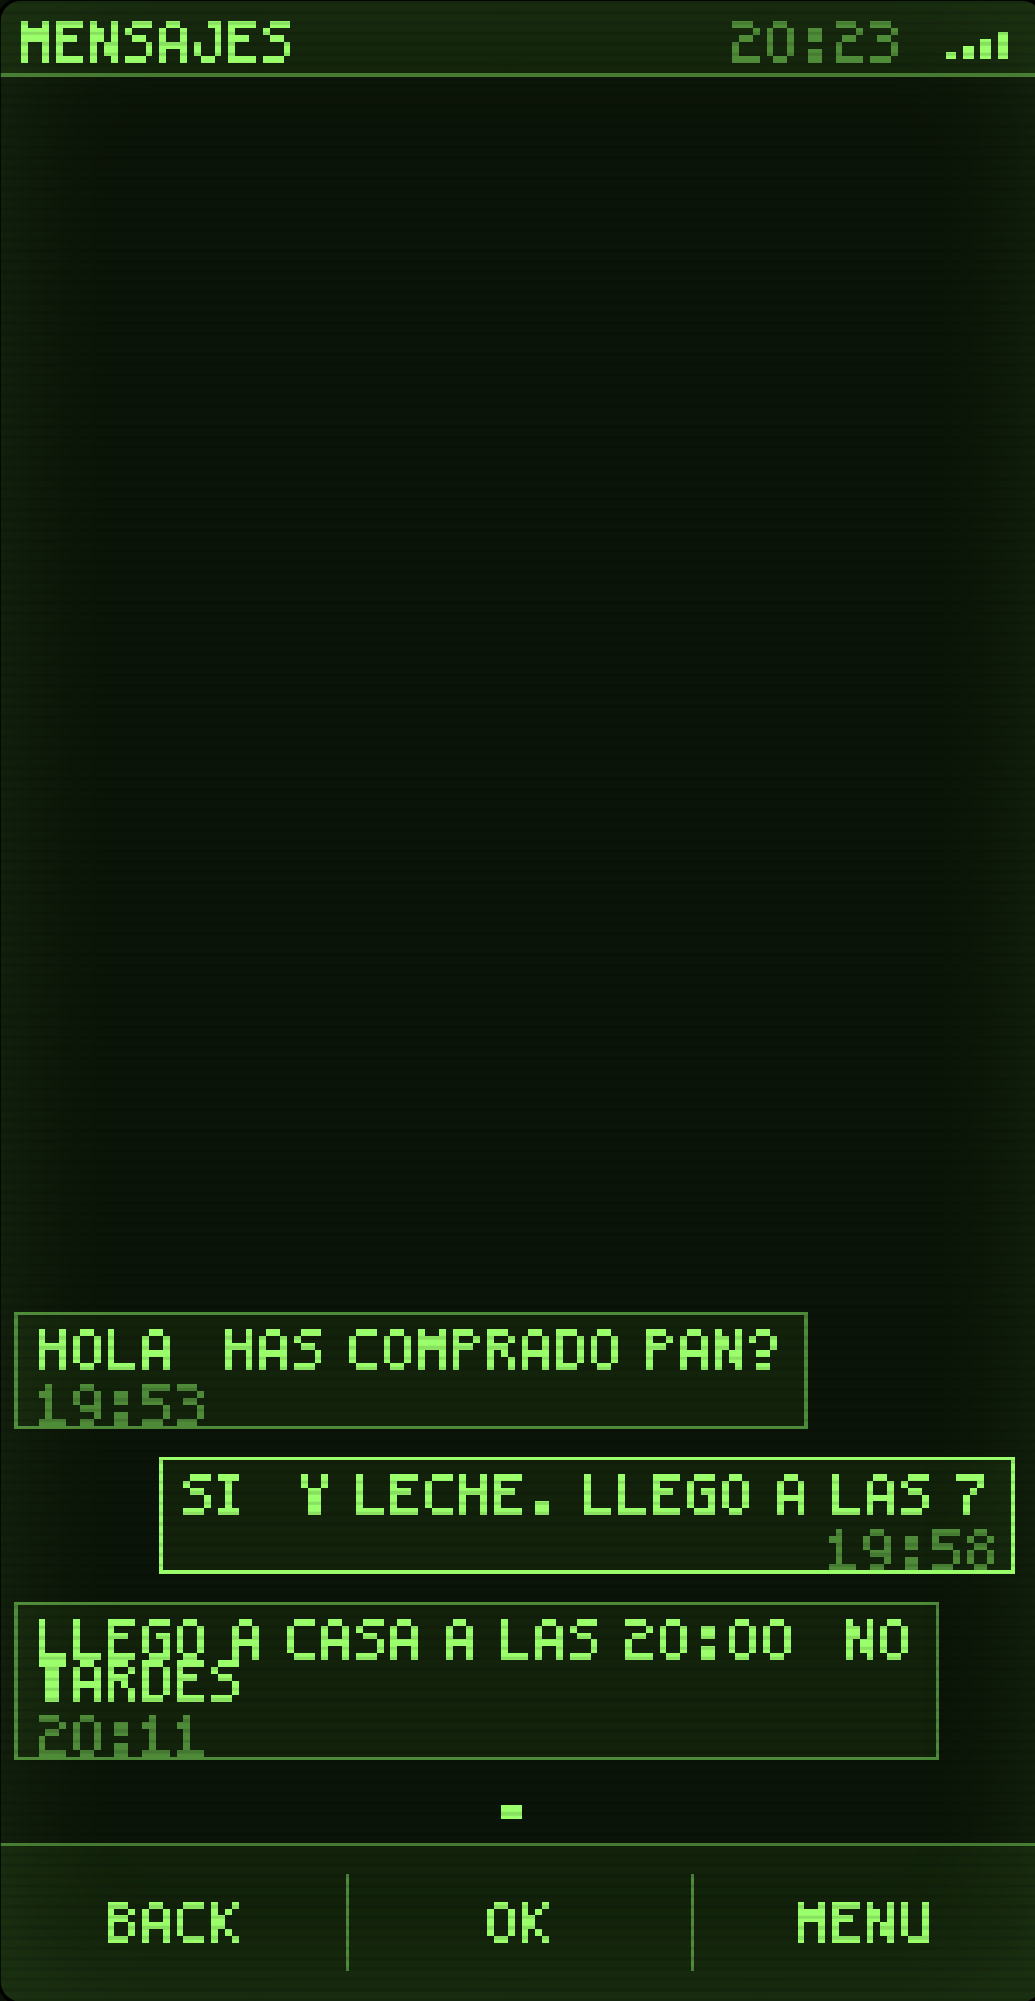 MENSAJES 20:23
HOLA HAS COMPRADO PAN?
19:53
SI Y LECHE. LLEGO A LAS 7
19:58
LLEGO A CASA A LAS 20:00 NO
TARDES
20:11
BACK OK MENU